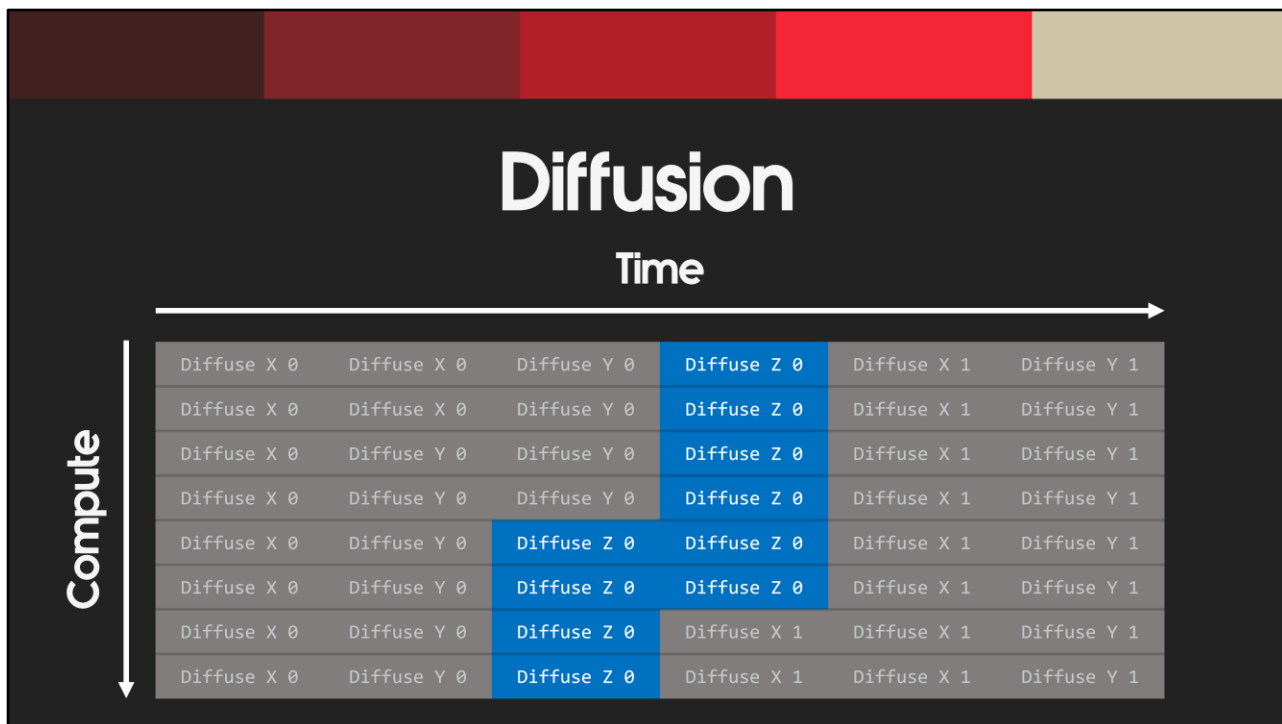 Diffusion
Time
Compute
Diffuse X 0 Diffuse X 0 Diffuse Y 0 Diffuse Z 0 Diffuse X 1 Diffuse Y 1
Diffuse X 0 Diffuse X 0 Diffuse Y 0 Diffuse Z 0 Diffuse X 1 Diffuse Y 1
Diffuse X 0 Diffuse Y 0 Diffuse Y 0 Diffuse Z 0 Diffuse X 1 Diffuse Y 1
Diffuse X 0 Diffuse Y 0 Diffuse Y 0 Diffuse Z 0 Diffuse X 1 Diffuse Y 1
Diffuse X 0 Diffuse Y 0 Diffuse Z 0 Diffuse Z 0 Diffuse X 1 Diffuse Y 1
Diffuse X 0 Diffuse Y 0 Diffuse Z 0 Diffuse Z 0 Diffuse X 1 Diffuse Y 1
Diffuse X 0 Diffuse Y 0 Diffuse Z 0 Diffuse X 1 Diffuse X 1 Diffuse Y 1
Diffuse X 0 Diffuse Y 0 Diffuse Z 0 Diffuse X 1 Diffuse X 1 Diffuse Y 1